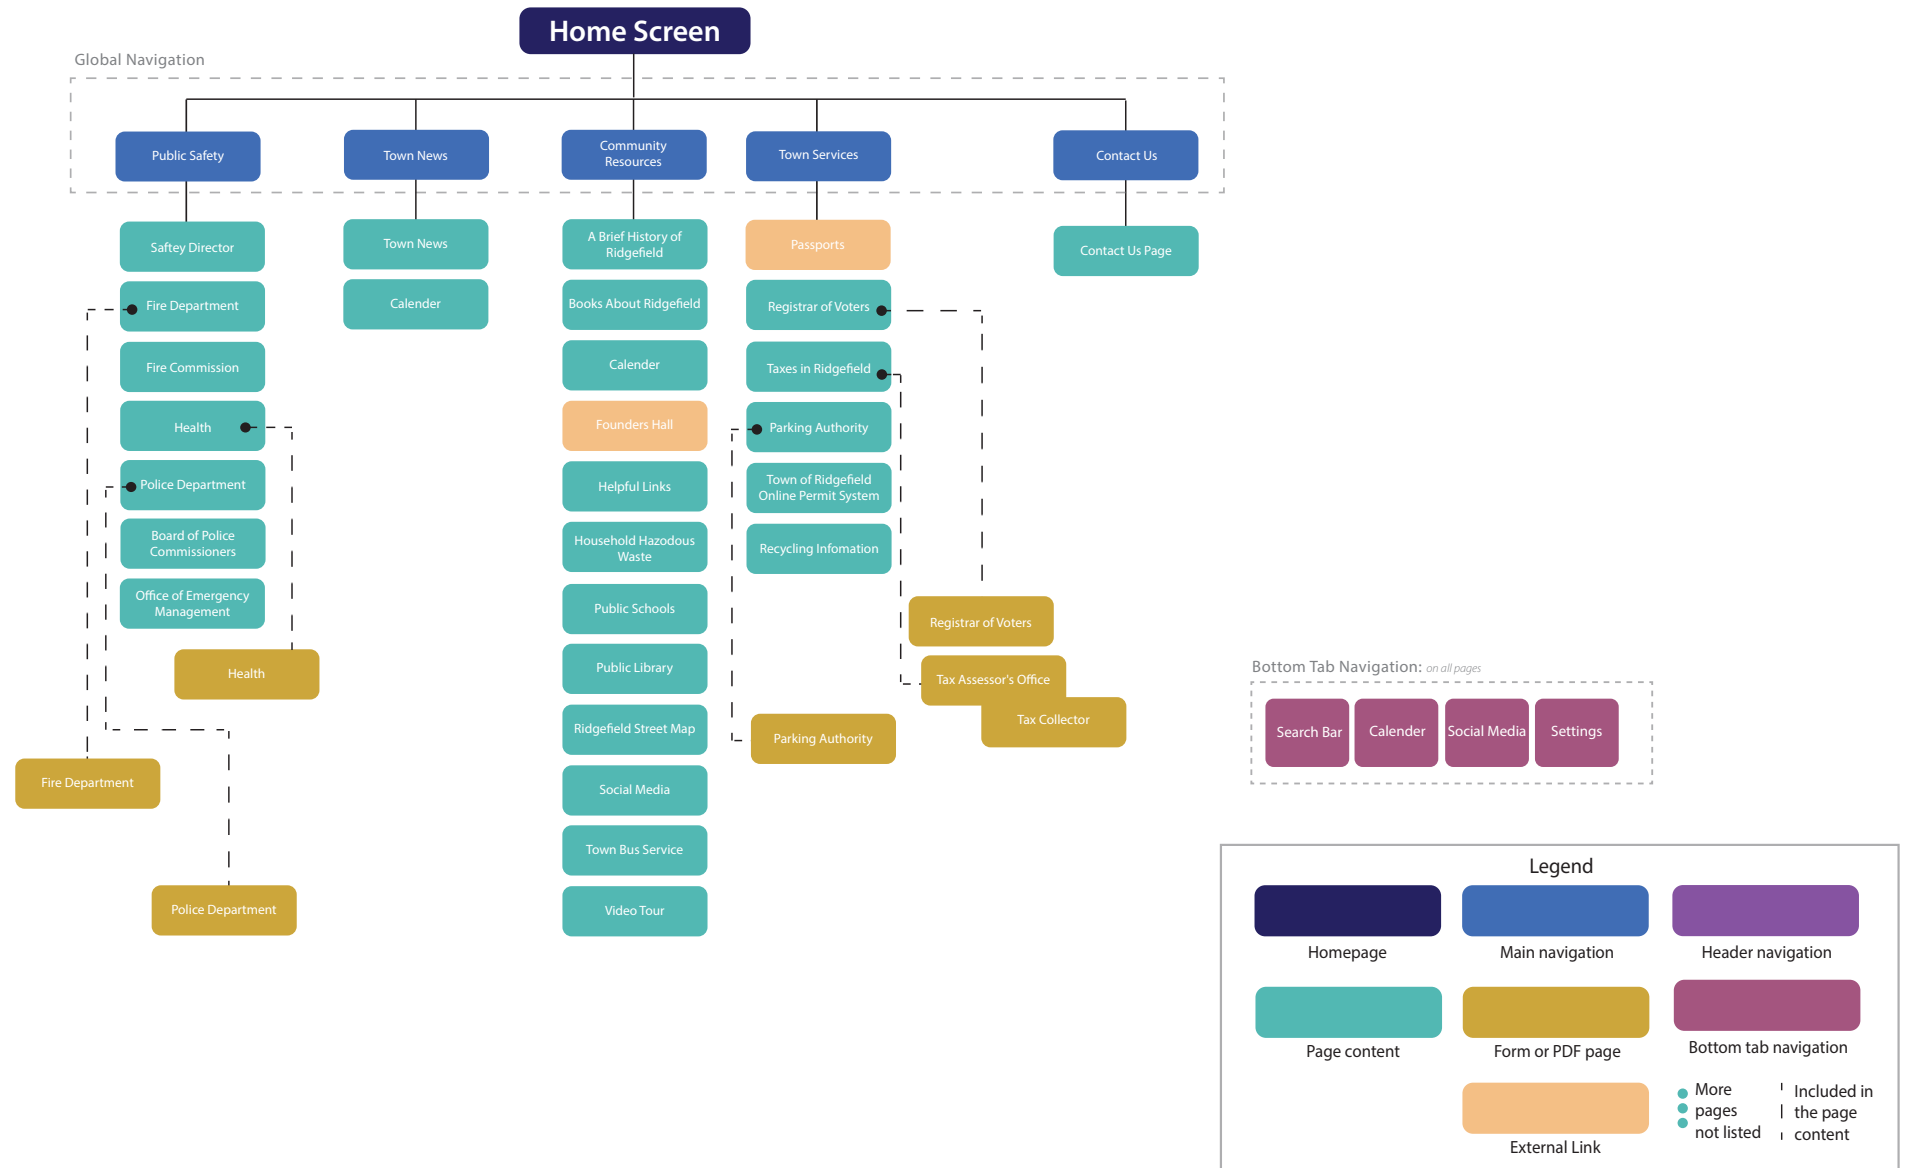 Home Screen
Global Navigation
Public Safety
Town News
Community
Resources
Town Services
Contact Us
Saftey Director
Fire Department
Fire Commission
Health
Police Department
Board of Police
Commissioners
Office of Emergency
Management
Health
Fire Department
Police Department
Town News
Calender
A Brief History of
Ridgefield
Books About Ridgefield
Calender
Founders Hall
Helpful Links
Household Hazodous
Waste
Public Schools
Public Library
Ridgefield Street Map
Social Media
Town Bus Service
Video Tour
Passports
Registrar of Voters
Taxes in Ridgefield
Parking Authority
Town of Ridgefield
Online Permit System
Recycling Infomation
Registrar of Voters
Tax Assessor's Office
Tax Collector
Parking Authority
Contact Us Page
Bottom Tab Navigation: on all pages
Search Bar
Calender
Social Media
Settings
Legend
Homepage
Main navigation
Header navigation
Page content
Form or PDF page
Bottom tab navigation
External Link
More
pages
not listed
Included in
the page
content